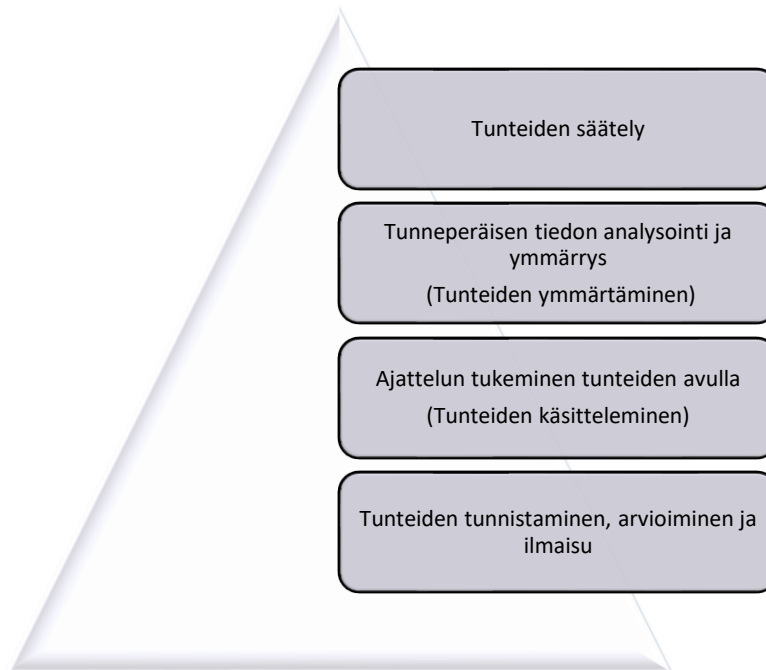 Tunteiden säätely
Tunneperäisen tiedon analysointi ja
ymmärrys
(Tunteiden ymmärtäminen)
Ajattelun tukeminen tunteiden avulla
(Tunteiden käsitteleminen)
Tunteiden tunnistaminen, arvioiminen ja
ilmaisu